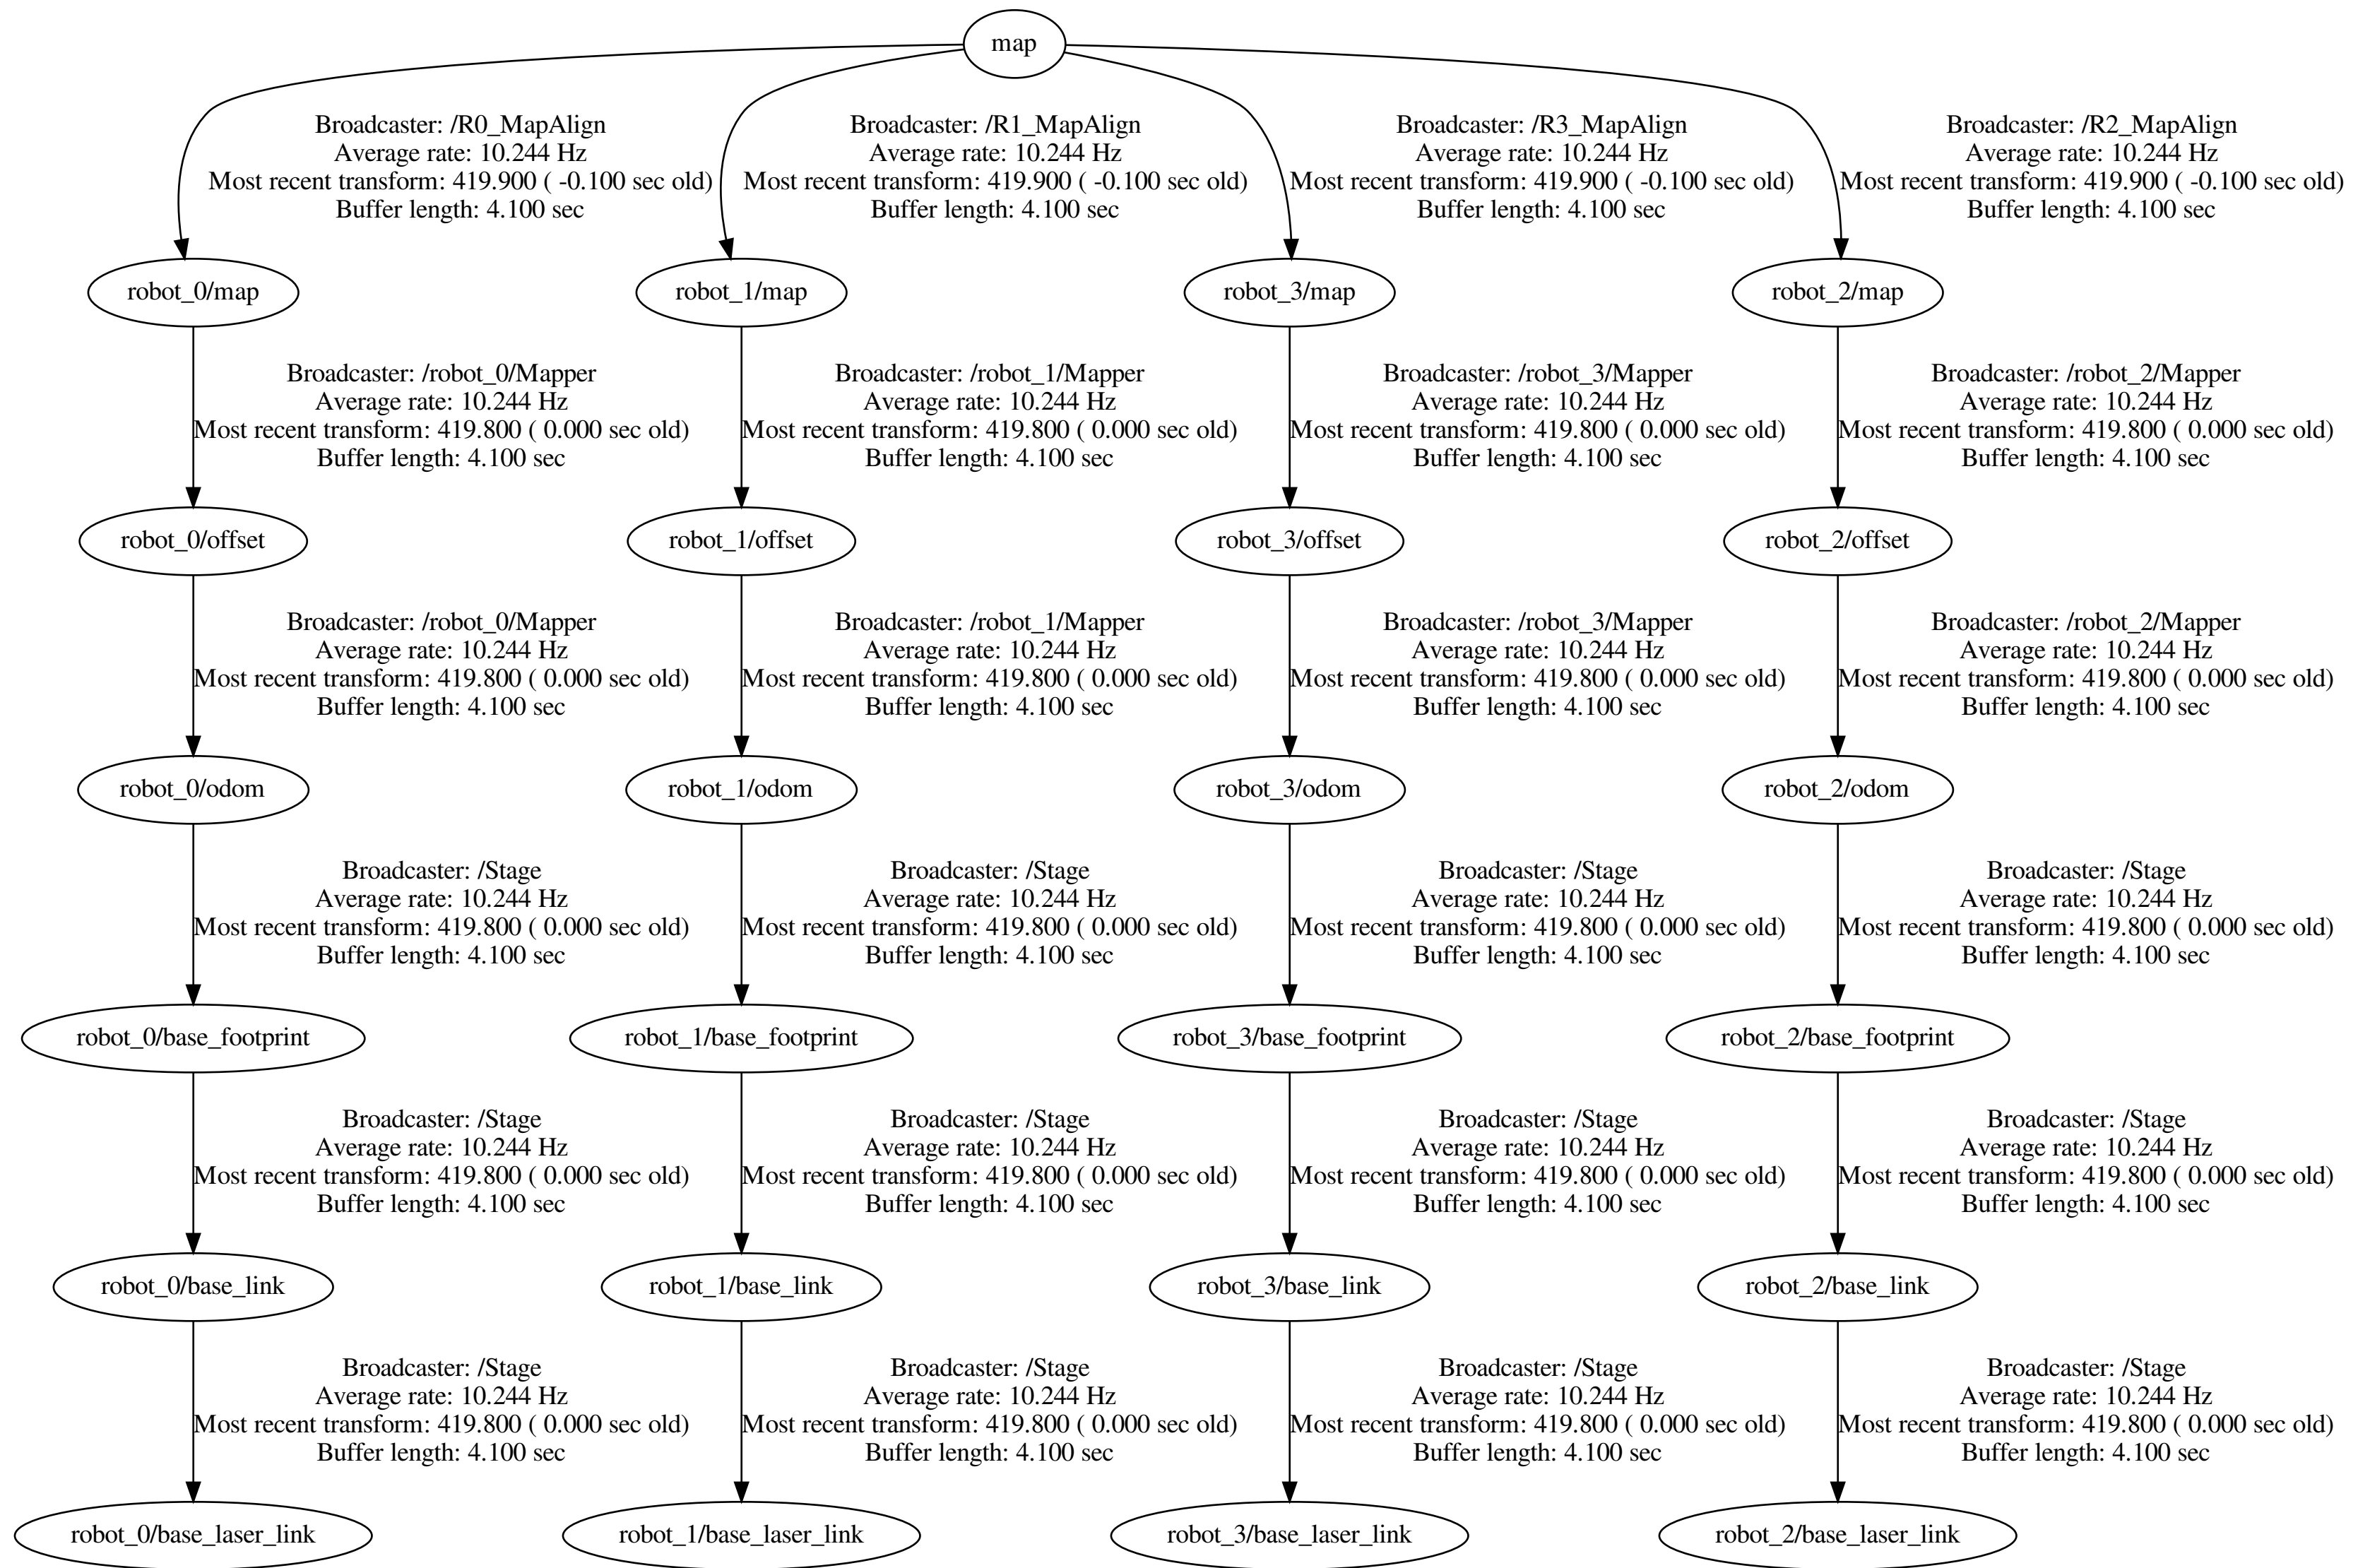 map
Broadcaster: /R0_MapAlign
Average rate: 10.244 Hz
Most recent transform: 419.900 ( -0.100 sec old)
Buffer length: 4.100 sec
Broadcaster: /R1_MapAlign
Average rate: 10.244 Hz
Most recent transform: 419.900 ( -0.100 sec old)
Buffer length: 4.100 sec
Broadcaster: /R3_MapAlign
Average rate: 10.244 Hz
Most recent transform: 419.900 ( -0.100 sec old)
Buffer length: 4.100 sec
Broadcaster: /R2_MapAlign
Average rate: 10.244 Hz
Most recent transform: 419.900 ( -0.100 sec old)
Buffer length: 4.100 sec
robot_0/map
robot_1/map
robot_3/map
robot_2/map
Broadcaster: /robot_0/Mapper
Average rate: 10.244 Hz
Most recent transform: 419.800 ( 0.000 sec old)
Buffer length: 4.100 sec
Broadcaster: /robot_1/Mapper
Average rate: 10.244 Hz
Most recent transform: 419.800 ( 0.000 sec old)
Buffer length: 4.100 sec
Broadcaster: /robot_3/Mapper
Average rate: 10.244 Hz
Most recent transform: 419.800 ( 0.000 sec old)
Buffer length: 4.100 sec
Broadcaster: /robot_2/Mapper
Average rate: 10.244 Hz
Most recent transform: 419.800 ( 0.000 sec old)
Buffer length: 4.100 sec
robot_0/offset
robot_1/offset
robot_3/offset
robot_2/offset
Broadcaster: /robot_0/Mapper
Average rate: 10.244 Hz
Most recent transform: 419.800 ( 0.000 sec old)
Buffer length: 4.100 sec
Broadcaster: /robot_1/Mapper
Average rate: 10.244 Hz
Most recent transform: 419.800 ( 0.000 sec old)
Buffer length: 4.100 sec
Broadcaster: /robot_3/Mapper
Average rate: 10.244 Hz
Most recent transform: 419.800 ( 0.000 sec old)
Buffer length: 4.100 sec
Broadcaster: /robot_2/Mapper
Average rate: 10.244 Hz
Most recent transform: 419.800 ( 0.000 sec old)
Buffer length: 4.100 sec
robot_0/odom
robot_1/odom
robot_3/odom
robot_2/odom
Broadcaster: /Stage
Average rate: 10.244 Hz
Most recent transform: 419.800 ( 0.000 sec old)
Buffer length: 4.100 sec
Broadcaster: /Stage
Average rate: 10.244 Hz
Most recent transform: 419.800 ( 0.000 sec old)
Buffer length: 4.100 sec
Broadcaster: /Stage
Average rate: 10.244 Hz
Most recent transform: 419.800 ( 0.000 sec old)
Buffer length: 4.100 sec
Broadcaster: /Stage
Average rate: 10.244 Hz
Most recent transform: 419.800 ( 0.000 sec old)
Buffer length: 4.100 sec
robot_0/base_footprint
robot_1/base_footprint
robot_3/base_footprint
robot_2/base_footprint
Broadcaster: /Stage
Average rate: 10.244 Hz
Most recent transform: 419.800 ( 0.000 sec old)
Buffer length: 4.100 sec
Broadcaster: /Stage
Average rate: 10.244 Hz
Most recent transform: 419.800 ( 0.000 sec old)
Buffer length: 4.100 sec
Broadcaster: /Stage
Average rate: 10.244 Hz
Most recent transform: 419.800 ( 0.000 sec old)
Buffer length: 4.100 sec
Broadcaster: /Stage
Average rate: 10.244 Hz
Most recent transform: 419.800 ( 0.000 sec old)
Buffer length: 4.100 sec
robot_0/base_link
robot_1/base_link
robot_3/base_link
robot_2/base_link
Broadcaster: /Stage
Average rate: 10.244 Hz
Most recent transform: 419.800 ( 0.000 sec old)
Buffer length: 4.100 sec
Broadcaster: /Stage
Average rate: 10.244 Hz
Most recent transform: 419.800 ( 0.000 sec old)
Buffer length: 4.100 sec
Broadcaster: /Stage
Average rate: 10.244 Hz
Most recent transform: 419.800 ( 0.000 sec old)
Buffer length: 4.100 sec
Broadcaster: /Stage
Average rate: 10.244 Hz
Most recent transform: 419.800 ( 0.000 sec old)
Buffer length: 4.100 sec
robot_0/base_laser_link
robot_1/base_laser_link
robot_3/base_laser_link
robot_2/base_laser_link